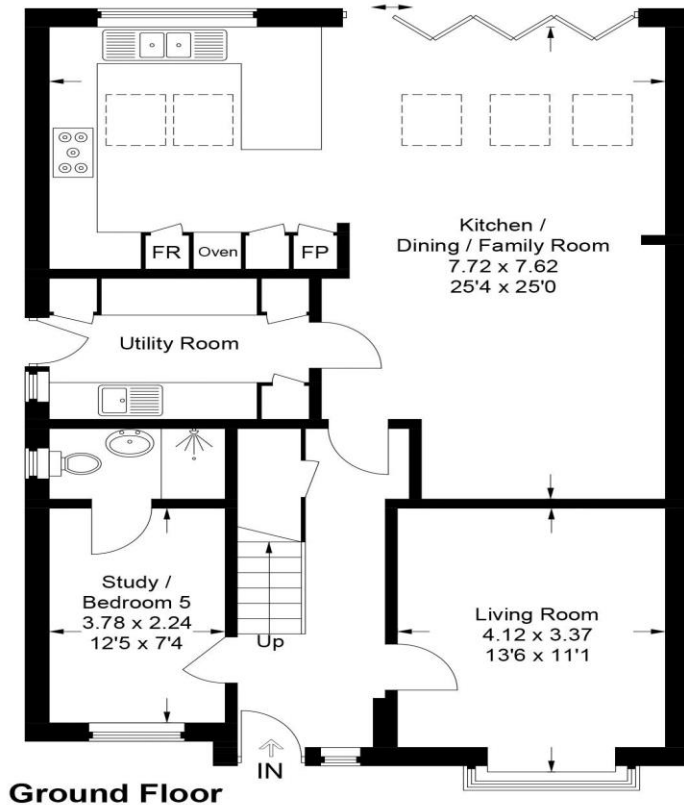 Kitchen /
Dining / Family Room
7.72 x 7.62
25'4 x 25'0
FR
Oven
FP
Utility Room
Study /
Bedroom 5
3.78 x 2.24
12'5 x 7'4
Up
Living Room
4.12 x 3.37
13'6 x 11'1
IN
Ground Floor